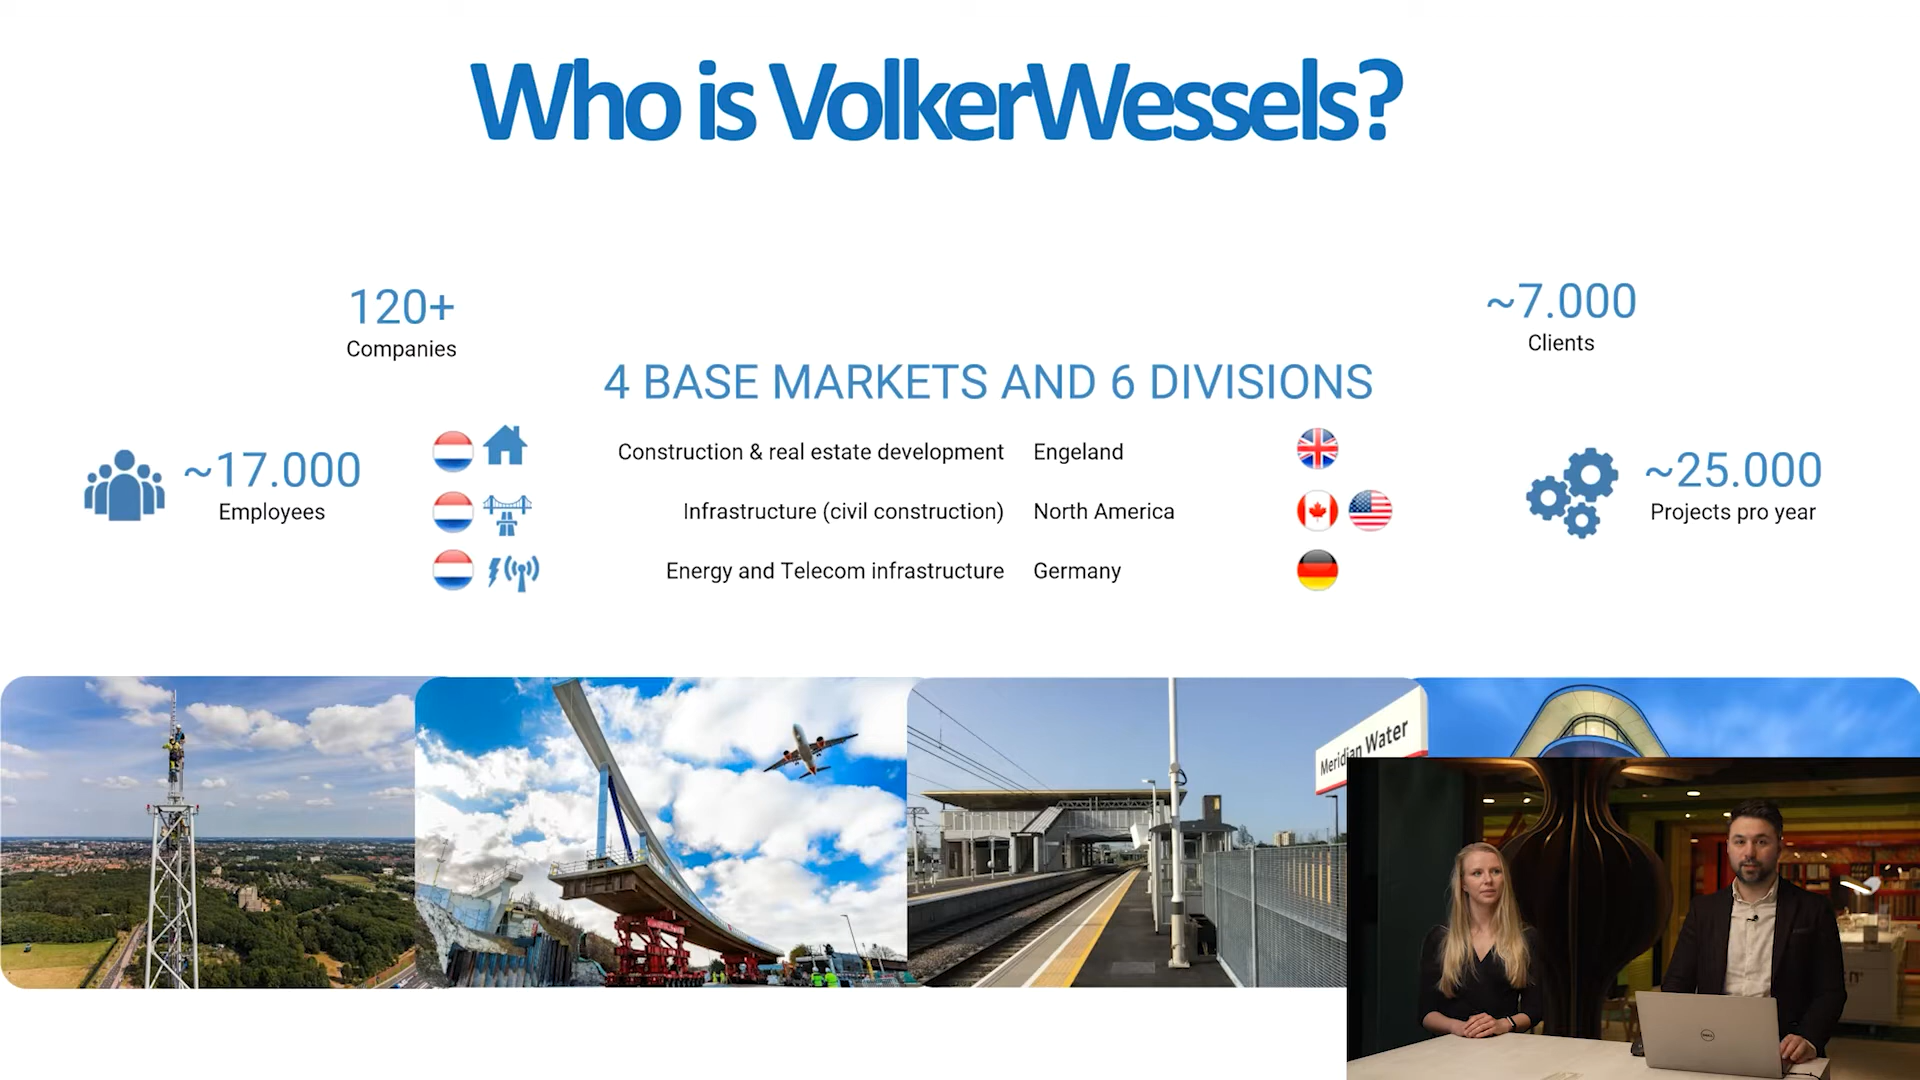 Who is VolkerWessels?
120+
Companies
~7.000
Clients
4 BASE MARKETS AND 6 DIVISIONS
~17.000
Employees
Construction & real estate development Engeland
Infrastructure (civil construction) North America
Energy and Telecom infrastructure Germany
~25.000
Projects pro year
Meridian Water
DELL